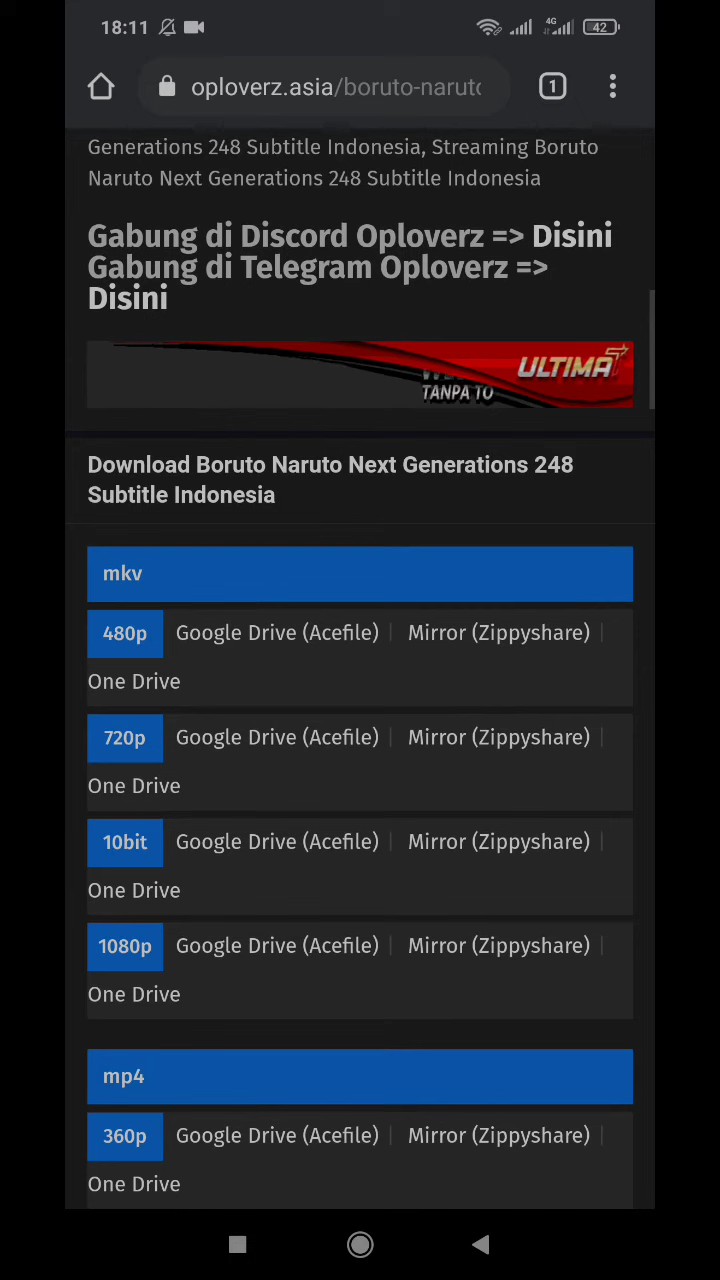 18:11 4G 42
oploverz.asia/boruto-naruto 1
Generations 248 Subtitle Indonesia, Streaming Boruto
Naruto Next Generations 248 Subtitle Indonesia
Gabung di Discord Oploverz => Disini
Gabung di Telegram Oploverz =>
Disini
ULTIMA
TANPA TO
Download Boruto Naruto Next Generations 248
Subtitle Indonesia
mkv
480p Google Drive (Acefile) | Mirror (Zippyshare) |
One Drive
720p Google Drive (Acefile) | Mirror (Zippyshare) |
One Drive
10bit Google Drive (Acefile) | Mirror (Zippyshare) |
One Drive
1080p Google Drive (Acefile) | Mirror (Zippyshare) |
One Drive
mp4
360p Google Drive (Acefile) | Mirror (Zippyshare) |
One Drive